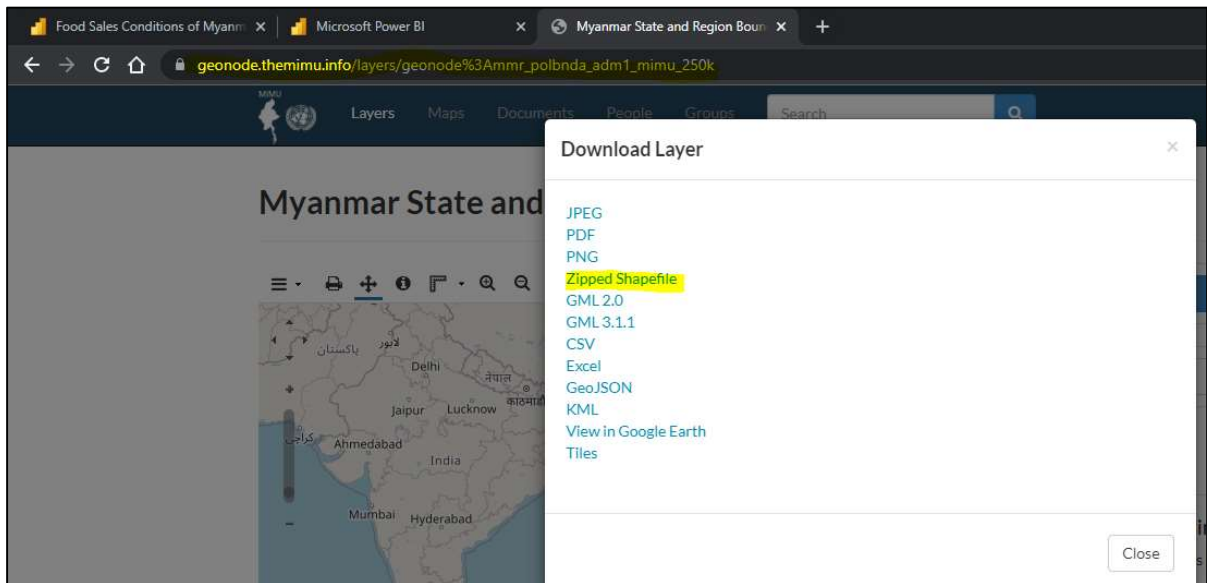 Food Sales Conditions of Myanm
Microsoft Power BI
Myanmar State and Region Boun
geonode.themimu.info/layers/geonode%3Ammr_polbnda_adm1_mimu_250k
MIMU
Layers Maps Documents People Groups Search
Download Layer
Myanmar State and
JPEG
PDF
PNG
Zipped Shapefile
GML 2.0
GML 3.1.1
CSV
Excel
GeoJSON
KML
View in Google Earth
Tiles
پاکستان
لاہور
Delhi
नेपाल
Jaipur
Lucknow
کراچی
Ahmedabad
India
Mumbai
Hyderabad
Close